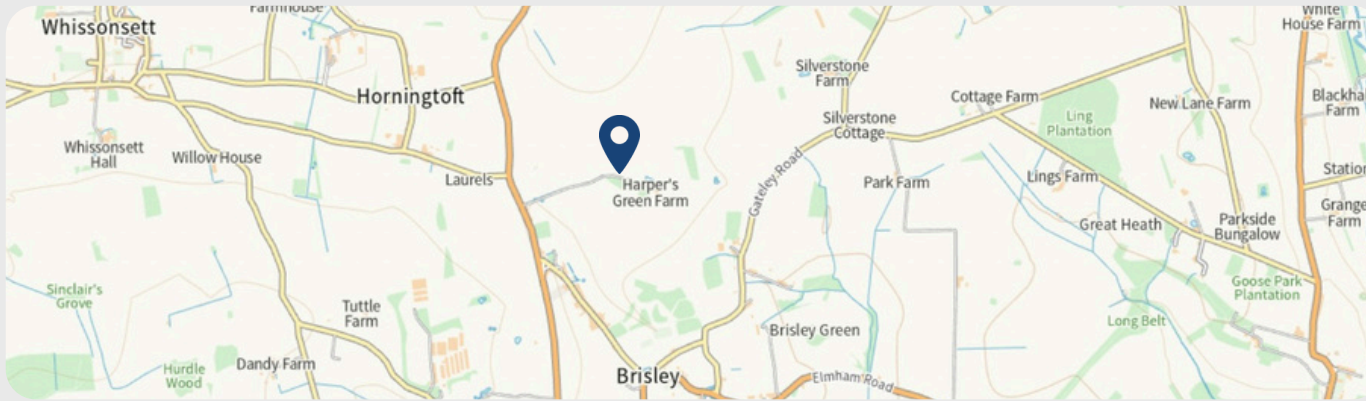 Farmhouse
White
House Farm
Whissonsett
Silverstone
Farm
Horningtoft
Cottage Farm
New Lane Farm
Ling
Plantation
Silverstone
Cottage
Whissonsett
Hall
Willow House
Laurels
Harper's
Green Farm
Gateley Road
Park Farm
Lings Farm
Station
Grange
Farm
Great Heath
Parkside
Bungalow
Sinclair's
Grove
Tuttle
Farm
Goose Park
Plantation
Long Belt
Brisley Green
Hurdle
Wood
Dandy Farm
Brisley
Elmham Road